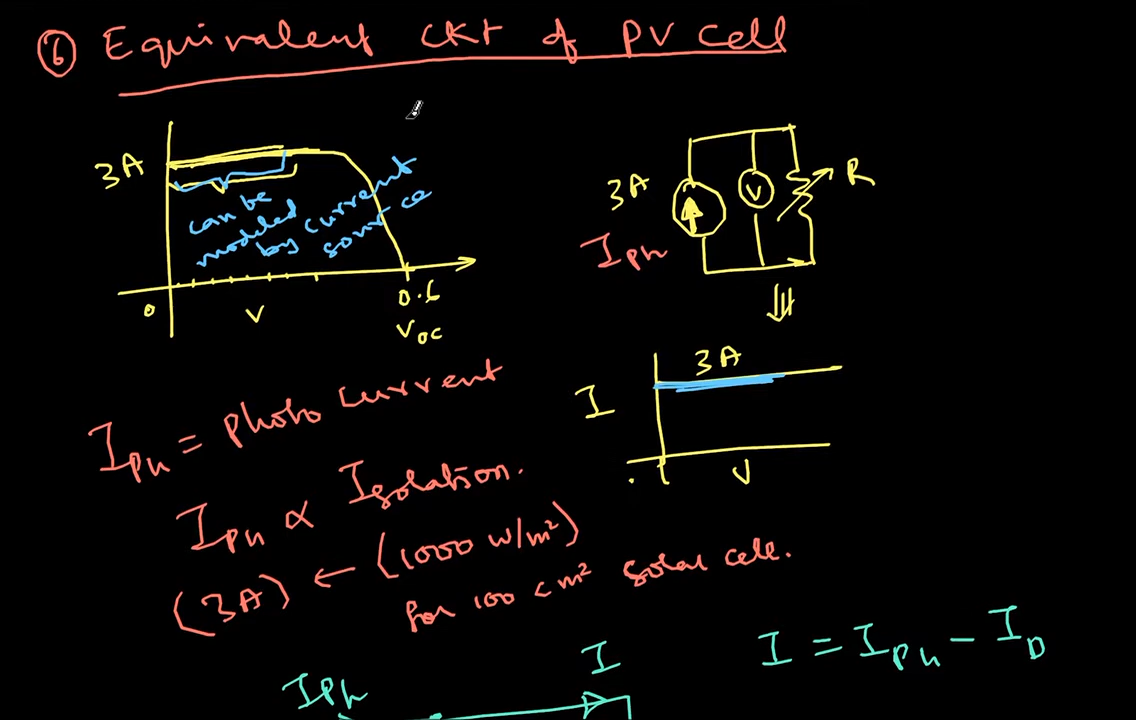 ⑥ Equivalent ckt of PV cell
3A
can be
modeled
by current
source
0
V
0.6
Voc
3A
Iph
V
R
3A
I
V
Iph = photo current
Iph ∝ Isolation.
(3A) ← (1000 W/m²)
for 100 cm² solar cell.
Iph
I
I = Iph - ID